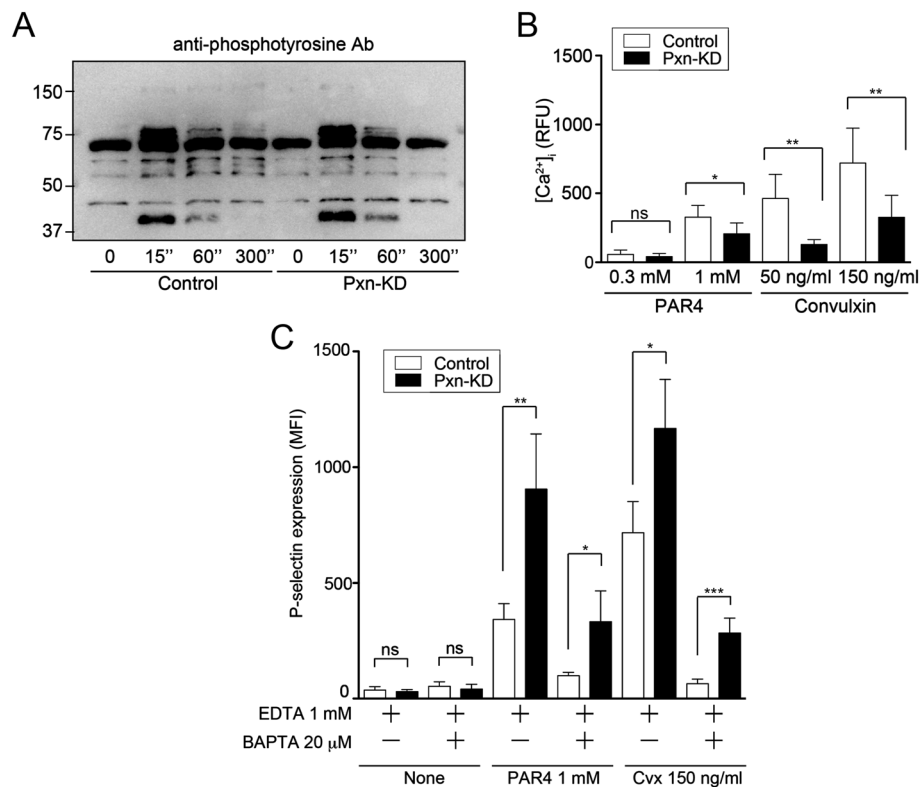 A
anti-phosphotyrosine Ab
150
75
50
37
0 15’’ 60’’ 300’’ 0 15’’ 60’’ 300’’
Control Pxn-KD
B
Control
Pxn-KD
[Ca²⁺]ᵢ (RFU)
1500
1000
500
0
ns * ** **
0.3 mM 1 mM 50 ng/ml 150 ng/ml
PAR4 Convulxin
C
Control
Pxn-KD
P-selectin expression (MFI)
1500
1000
500
0
ns ns ** * * ***
EDTA 1 mM + + + + + +
BAPTA 20 μM − + − + − +
None PAR4 1 mM Cvx 150 ng/ml